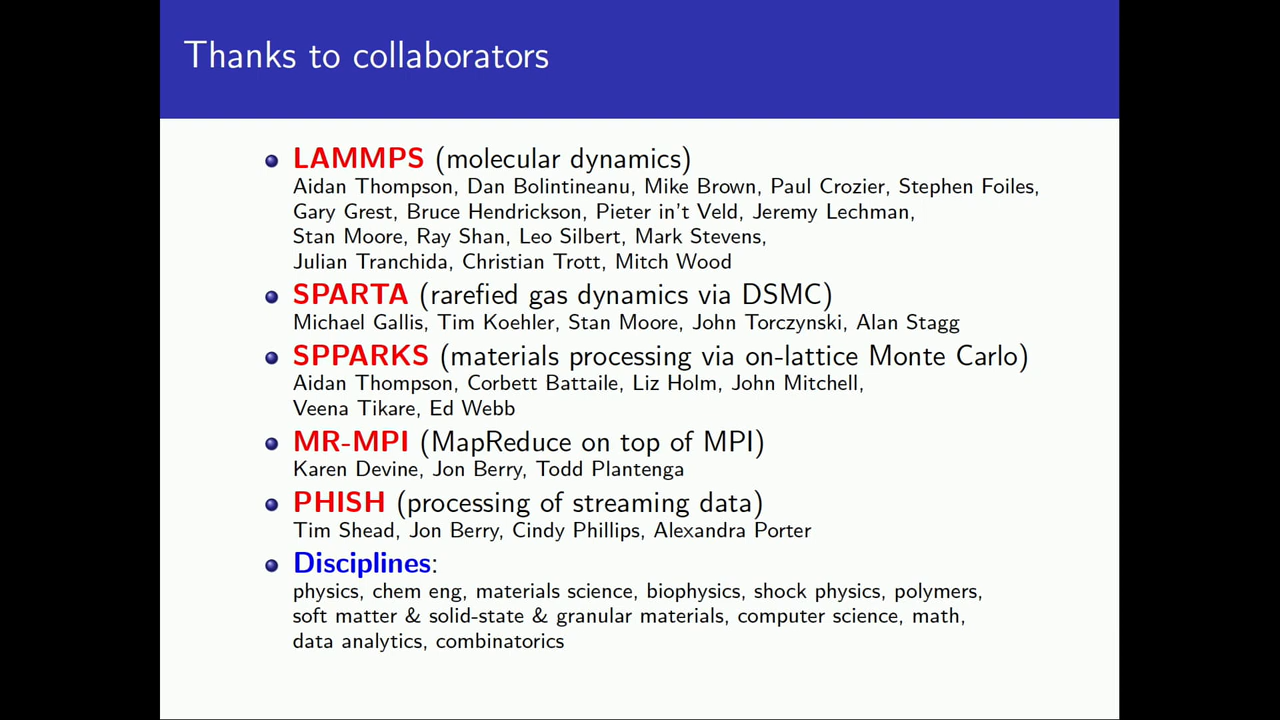 Thanks to collaborators
LAMMPS (molecular dynamics)
Aidan Thompson, Dan Bolintineanu, Mike Brown, Paul Crozier, Stephen Foiles,
Gary Grest, Bruce Hendrickson, Pieter in't Veld, Jeremy Lechman,
Stan Moore, Ray Shan, Leo Silbert, Mark Stevens,
Julian Tranchida, Christian Trott, Mitch Wood
SPARTA (rarefied gas dynamics via DSMC)
Michael Gallis, Tim Koehler, Stan Moore, John Torczynski, Alan Stagg
SPPARKS (materials processing via on-lattice Monte Carlo)
Aidan Thompson, Corbett Battaile, Liz Holm, John Mitchell,
Veena Tikare, Ed Webb
MR-MPI (MapReduce on top of MPI)
Karen Devine, Jon Berry, Todd Plantenga
PHISH (processing of streaming data)
Tim Shead, Jon Berry, Cindy Phillips, Alexandra Porter
Disciplines:
physics, chem eng, materials science, biophysics, shock physics, polymers,
soft matter & solid-state & granular materials, computer science, math,
data analytics, combinatorics